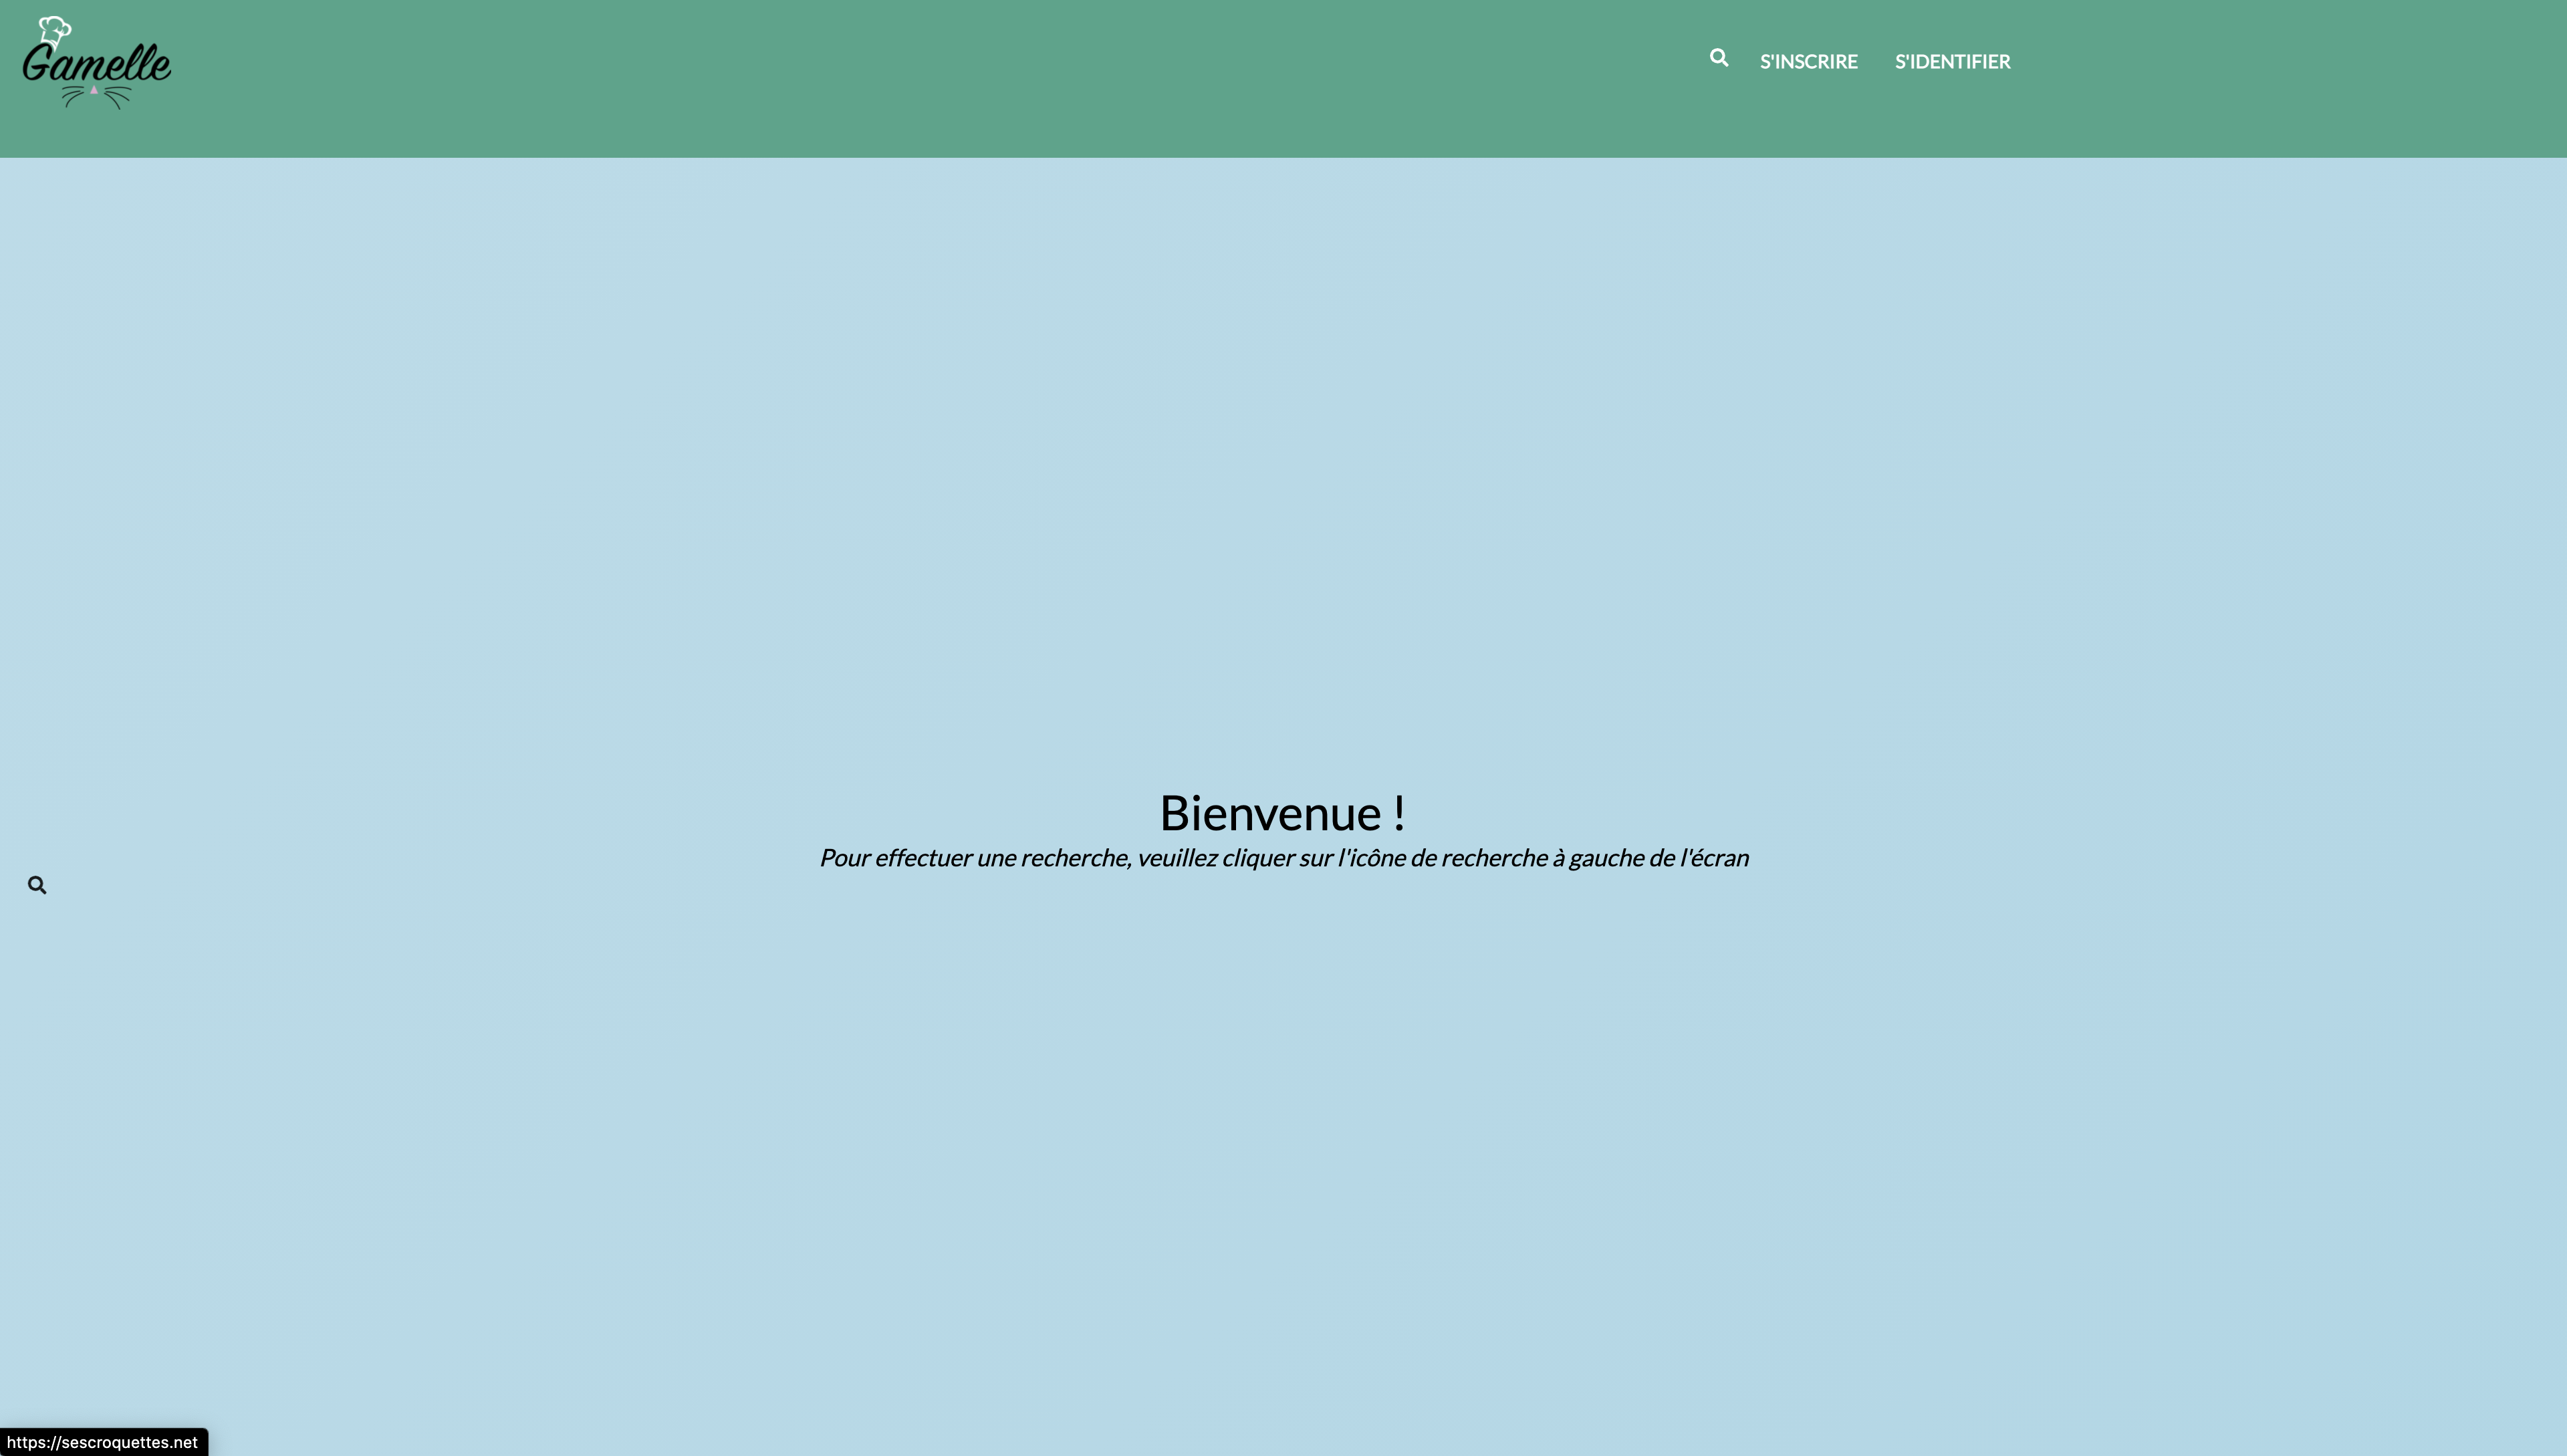 Gamelle
S'INSCRIRE
S'IDENTIFIER
Bienvenue !
Pour effectuer une recherche, veuillez cliquer sur l'icône de recherche à gauche de l'écran
https://sescroquettes.net